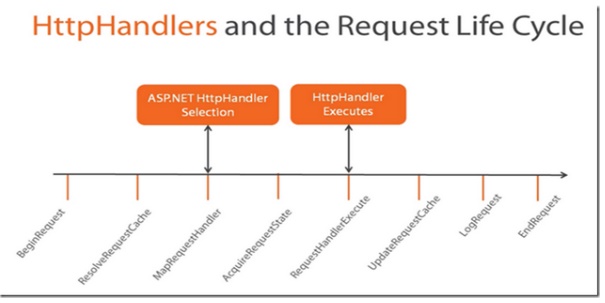 HttpHandlers and the Request Life Cycle
ASP.NET HttpHandler
Selection
HttpHandler
Executes
BeginRequest
ResolveRequestCache
MapRequestHandler
AcquireRequestState
RequestHandlerExecute
UpdateRequestCache
LogRequest
EndRequest